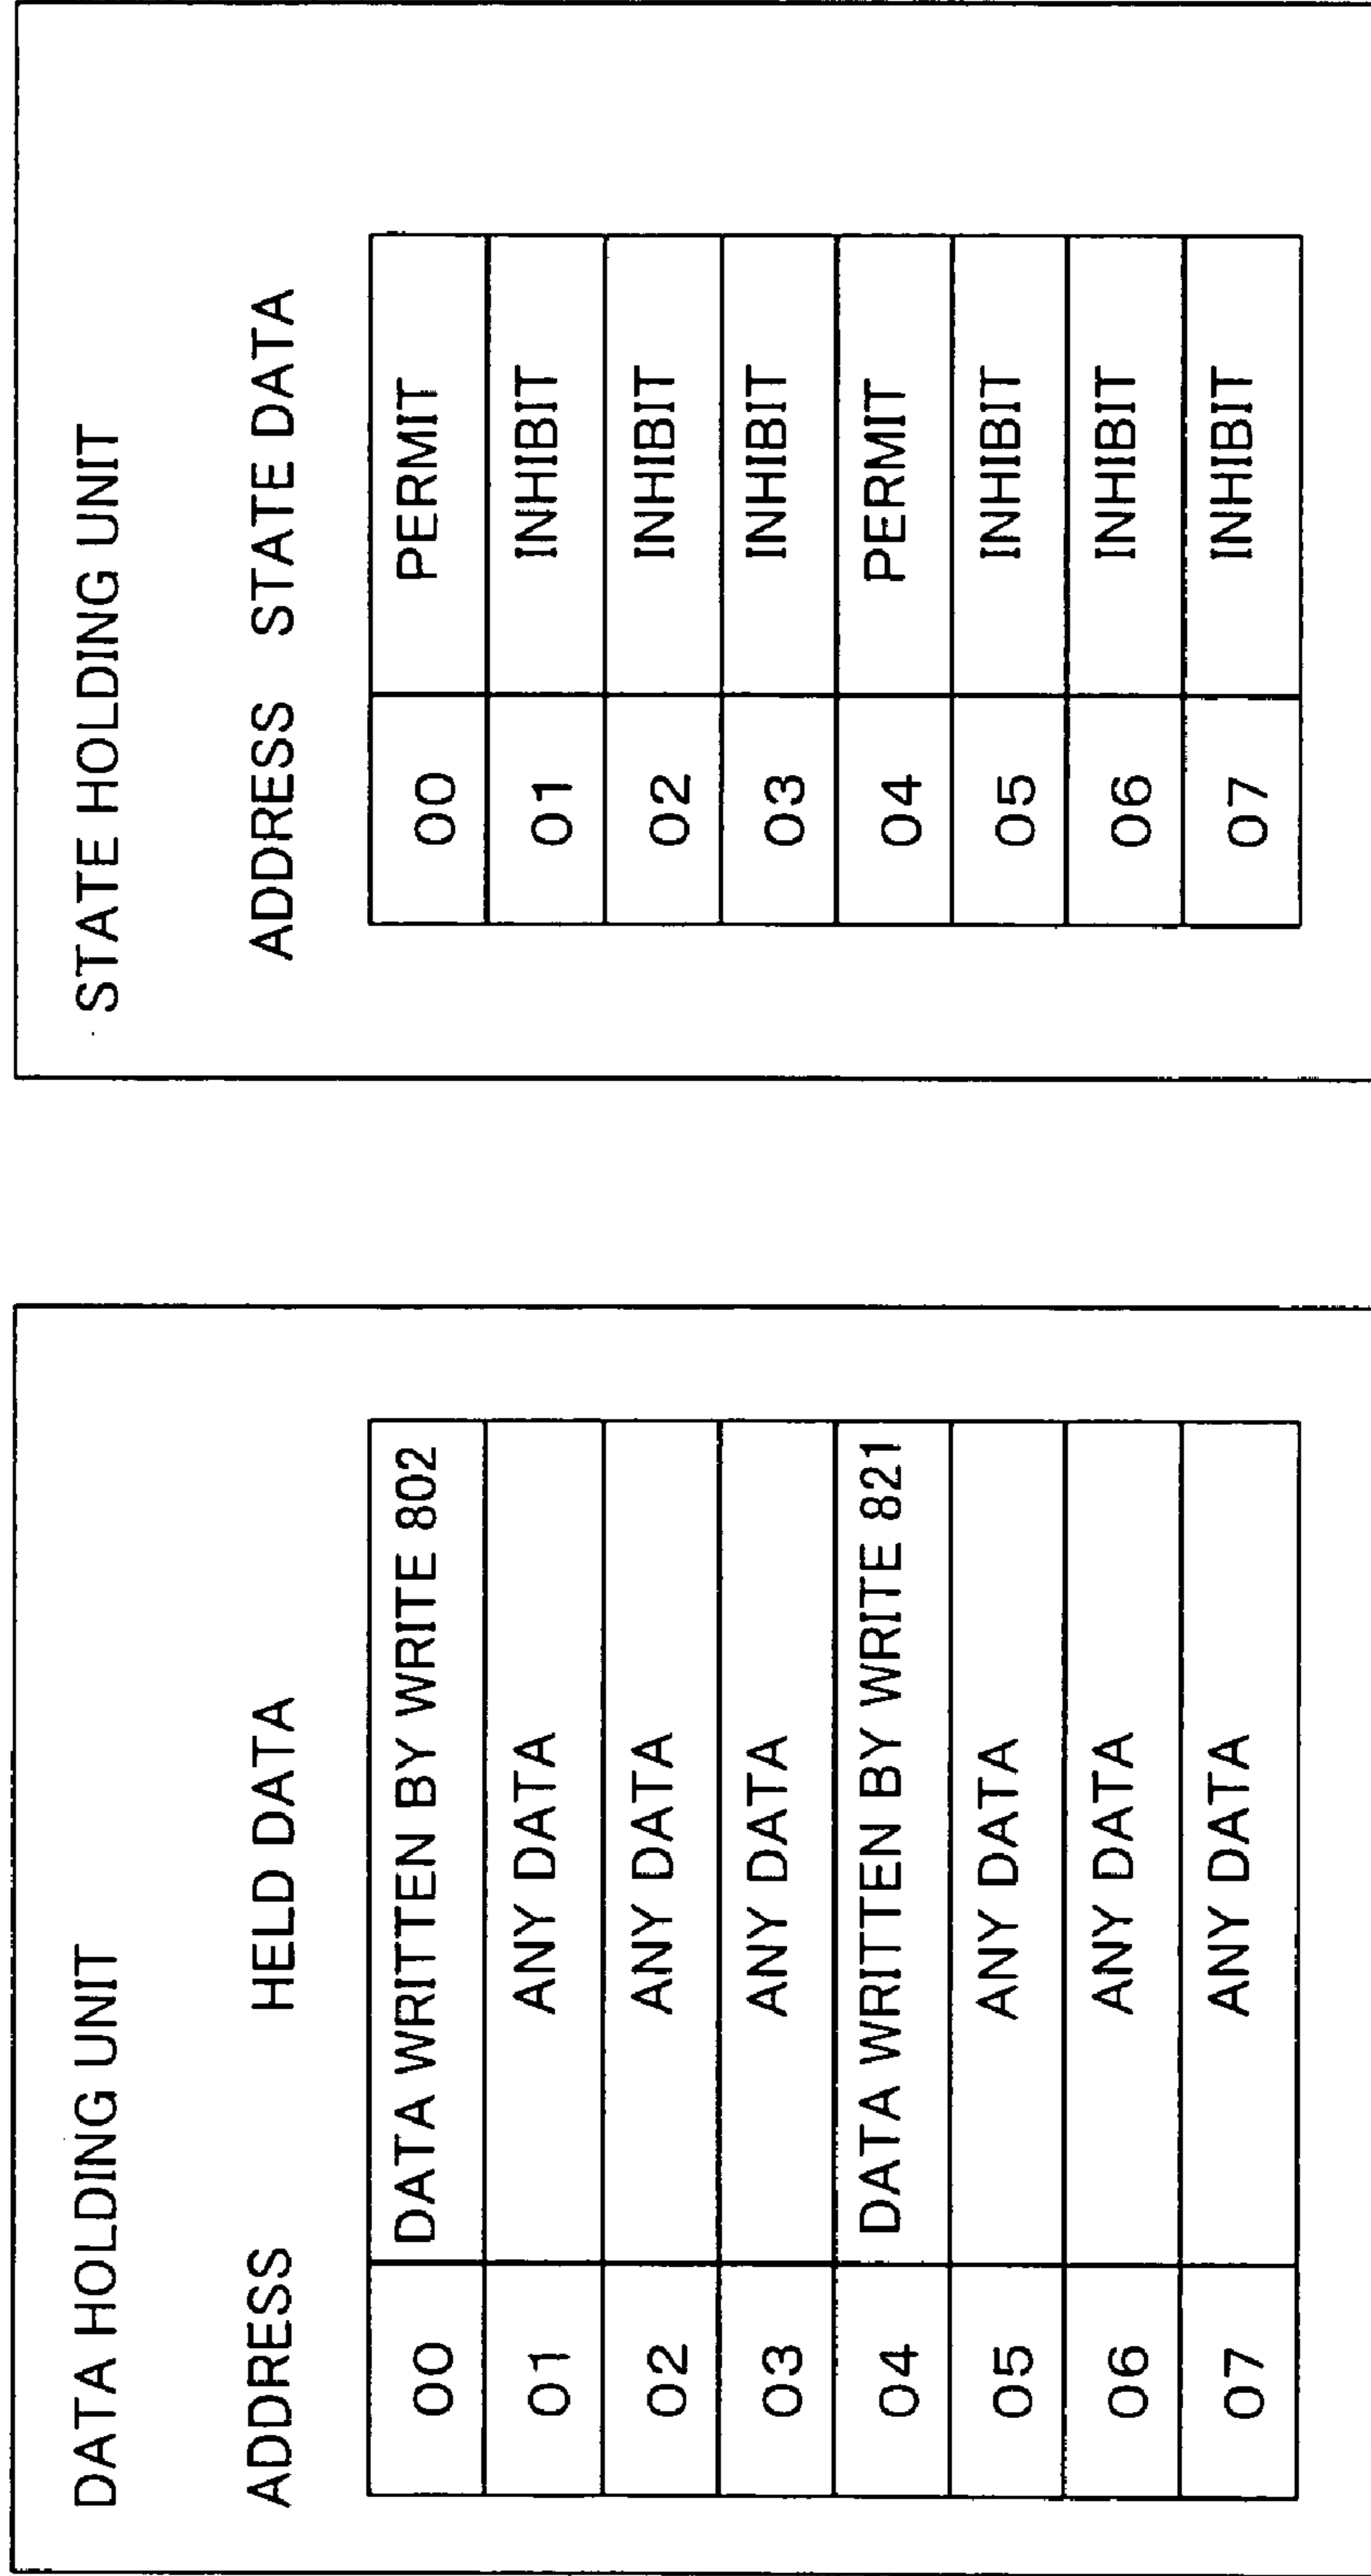 DATA HOLDING UNIT
ADDRESS HELD DATA
00 DATA WRITTEN BY WRITE 802
01 ANY DATA
02 ANY DATA
03 ANY DATA
04 DATA WRITTEN BY WRITE 821
05 ANY DATA
06 ANY DATA
07 ANY DATA
STATE HOLDING UNIT
ADDRESS STATE DATA
00 PERMIT
01 INHIBIT
02 INHIBIT
03 INHIBIT
04 PERMIT
05 INHIBIT
06 INHIBIT
07 INHIBIT